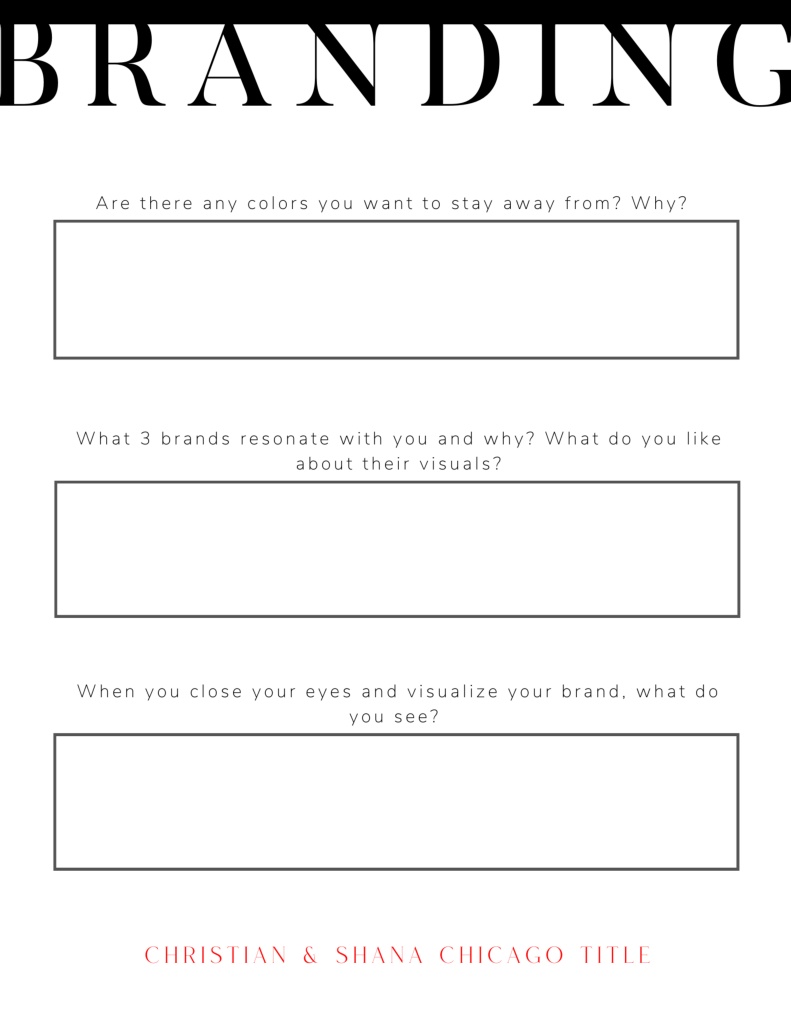 BRANDING
Are there any colors you want to stay away from? Why?
What 3 brands resonate with you and why? What do you like
about their visuals?
When you close your eyes and visualize your brand, what do
you see?
CHRISTIAN & SHANA CHICAGO TITLE